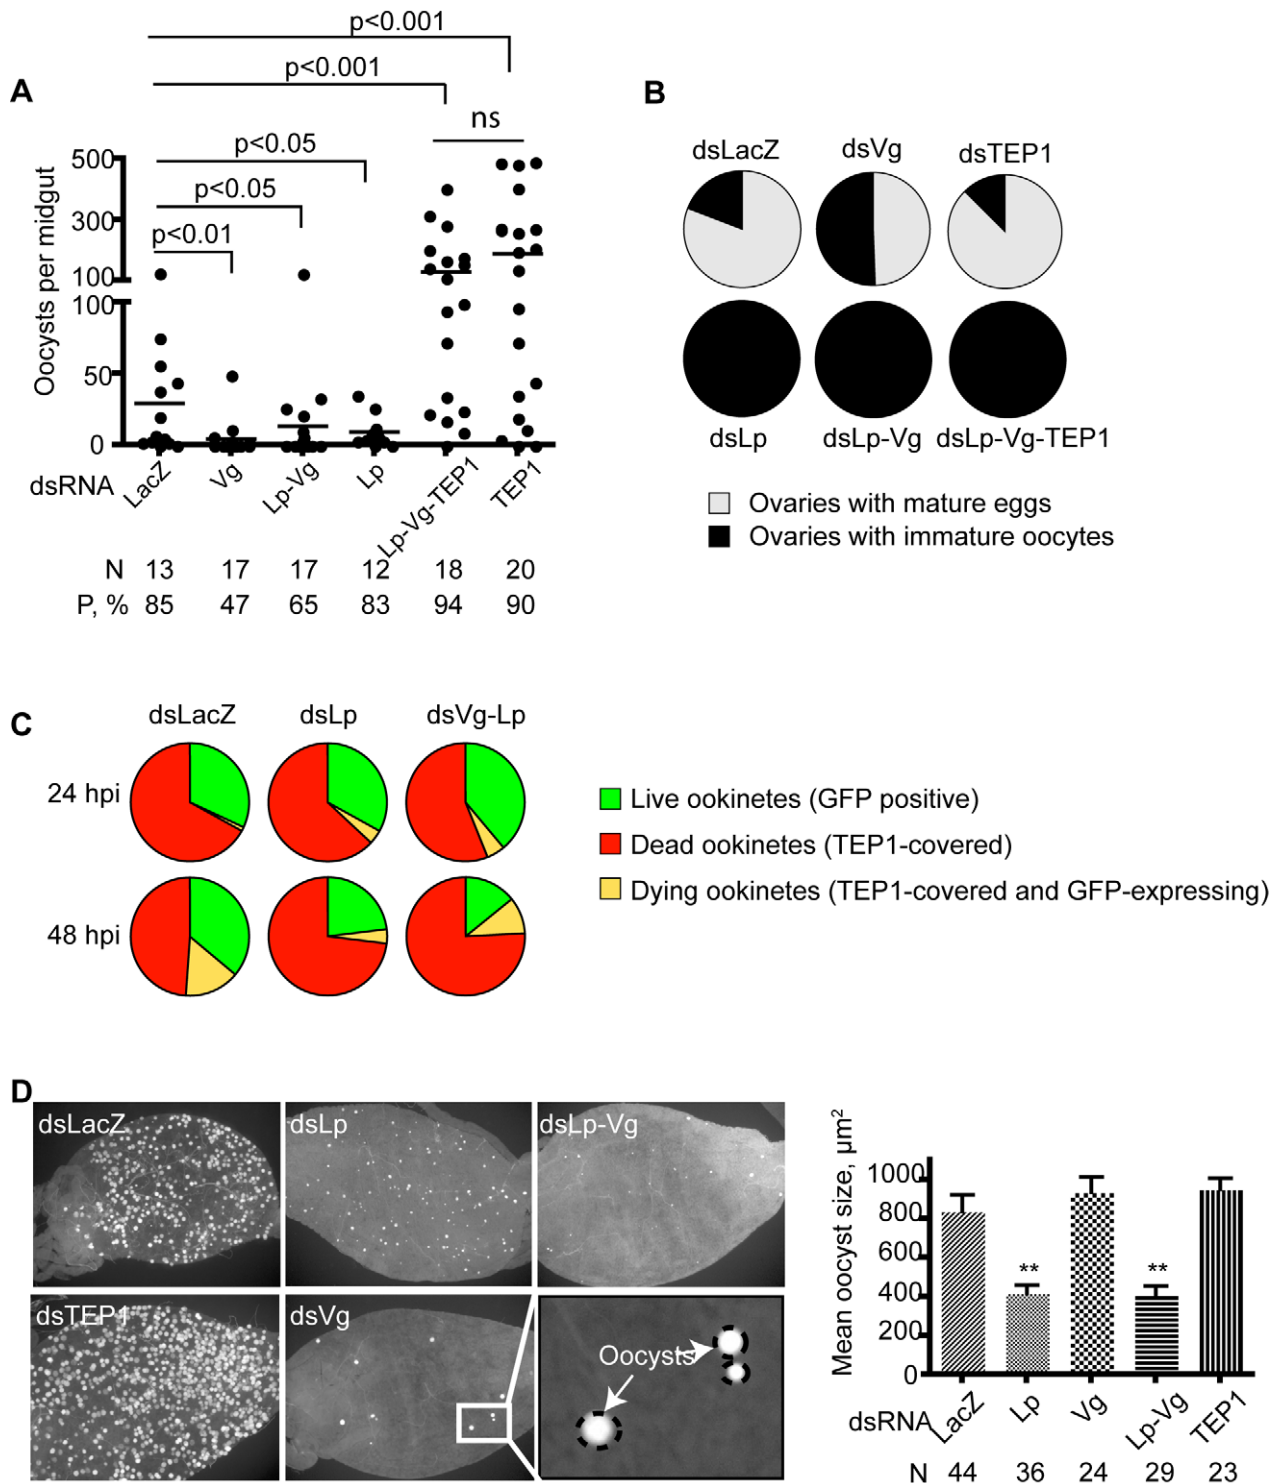 A
p<0.001
p<0.001
p<0.05
p<0.05
p<0.01
ns
Oocysts per midgut
500
300
100
100
50
0
dsRNA
LacZ
Vg
Lp-Vg
Lp
Lp-Vg-TEP1
TEP1
N 13 17 17 12 18 20
P, % 85 47 65 83 94 90
B
dsLacZ dsVg dsTEP1
dsLp dsLp-Vg dsLp-Vg-TEP1
Ovaries with mature eggs
Ovaries with immature oocytes
C
dsLacZ dsLp dsVg-Lp
24 hpi
48 hpi
Live ookinetes (GFP positive)
Dead ookinetes (TEP1-covered)
Dying ookinetes (TEP1-covered and GFP-expressing)
D
dsLacZ
dsLp
dsLp-Vg
dsTEP1
dsVg
Oocysts
Mean oocyst size, µm²
1000
800
600
400
200
0
**
**
dsRNA
LacZ
Lp
Vg
Lp-Vg
TEP1
N 44 36 24 29 23